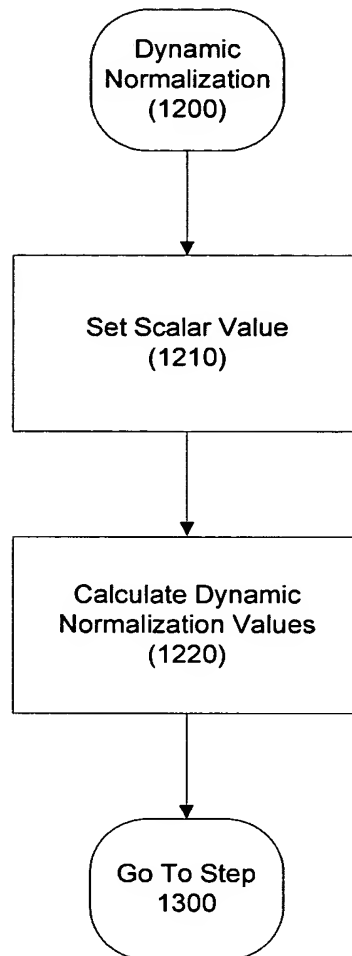 Dynamic
Normalization
(1200)
Set Scalar Value
(1210)
Calculate Dynamic
Normalization Values
(1220)
Go To Step
1300